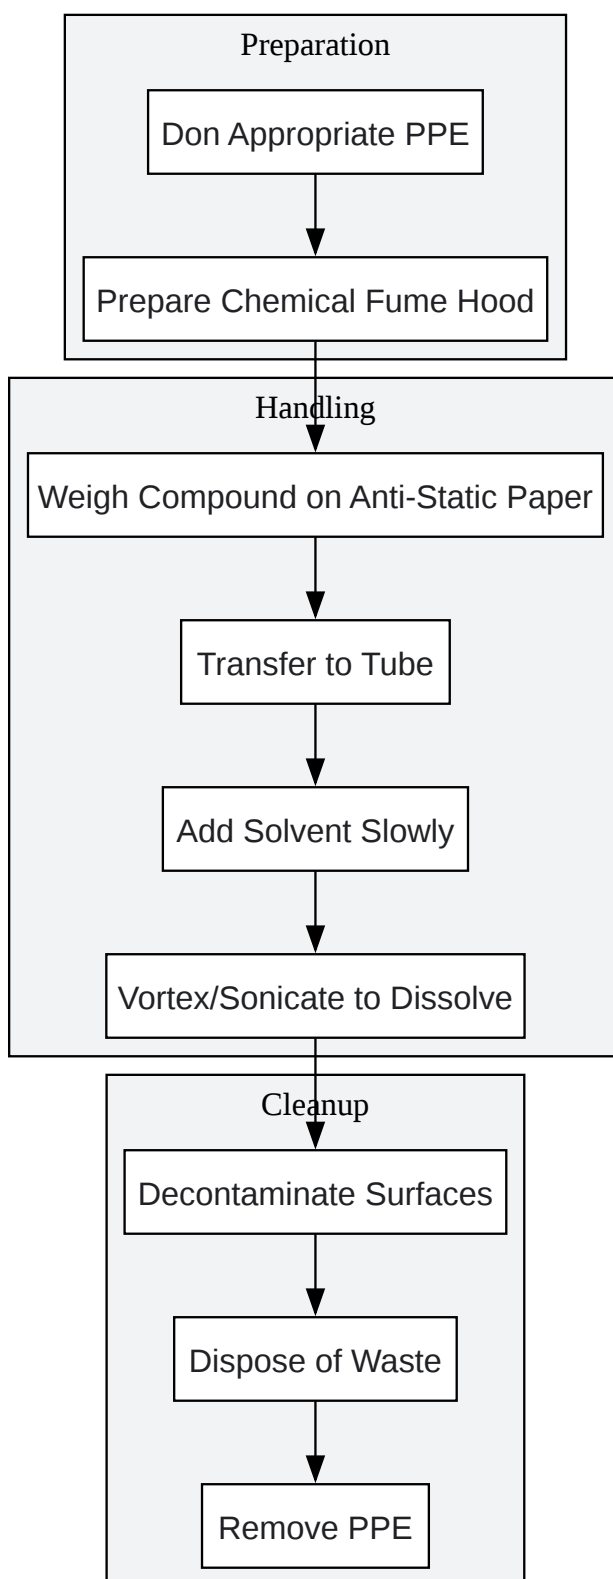 Preparation
Don Appropriate PPE
Prepare Chemical Fume Hood
Handling
Weigh Compound on Anti-Static Paper
Transfer to Tube
Add Solvent Slowly
Vortex/Sonicate to Dissolve
Cleanup
Decontaminate Surfaces
Dispose of Waste
Remove PPE